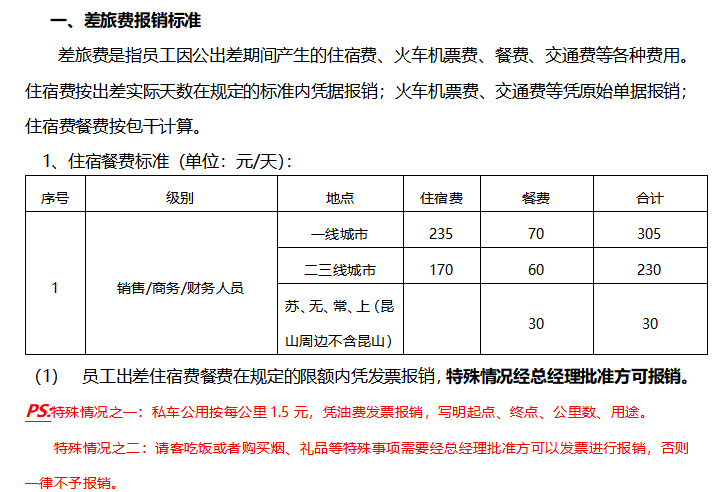 一、差旅费报销标准
差旅费是指员工因公出差期间产生的住宿费、火车机票费、餐费、交通费等各种费用。
住宿费按出差实际天数在规定的标准内凭据报销；火车机票费、交通费等凭原始单据报销；
住宿费餐费按包干计算。
1、住宿餐费标准（单位：元/天）：
序号 级别 地点 住宿费 餐费 合计
1 销售/商务/财务人员 一线城市 235 70 305
二三线城市 170 60 230
苏、无、常、上（昆
山周边不含昆山） 30 30
（1） 员工出差住宿费餐费在规定的限额内凭发票报销，特殊情况经总经理批准方可报销。
PS:特殊情况之一：私车公用按每公里 1.5 元，凭油费发票报销，写明起点、终点、公里数、用途。
特殊情况之二：请客吃饭或者购买烟、礼品等特殊事项需要经总经理批准方可以发票进行报销，否则
一律不予报销。